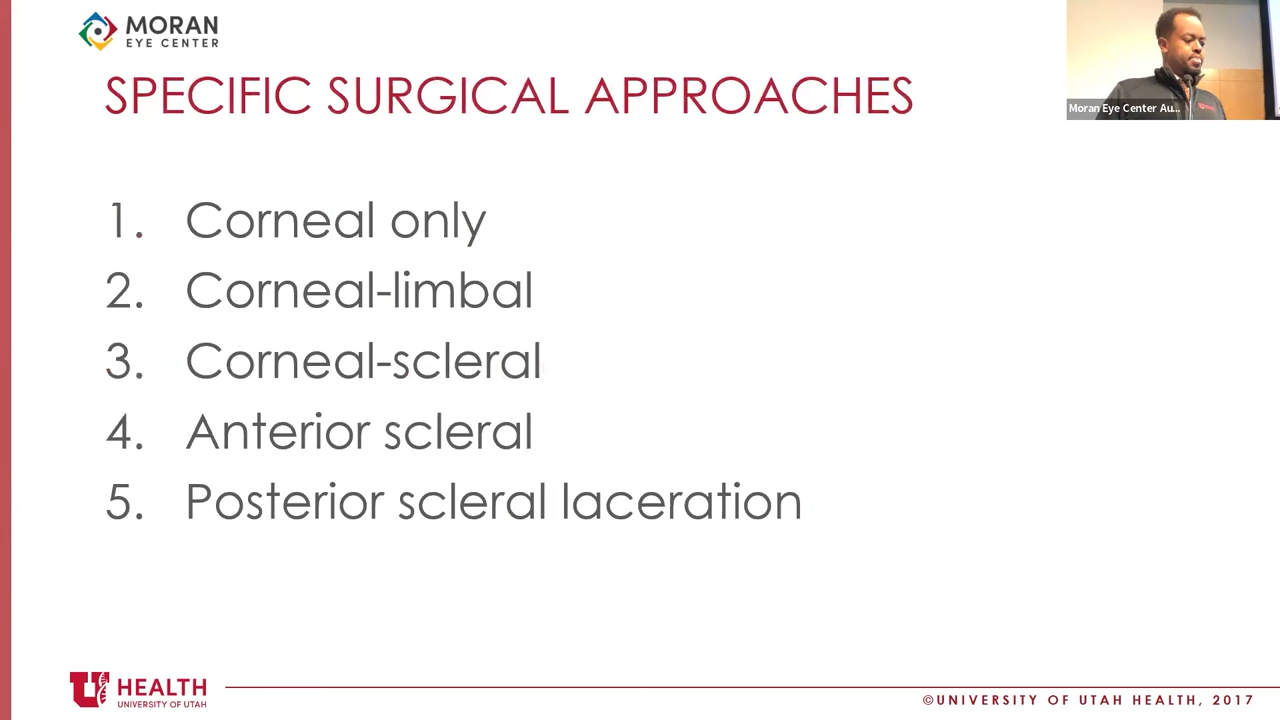 MORAN
EYE CENTER
SPECIFIC SURGICAL APPROACHES
Moran Eye Center Au...
1. Corneal only
2. Corneal-limbal
3. Corneal-scleral
4. Anterior scleral
5. Posterior scleral laceration
U HEALTH
UNIVERSITY OF UTAH
©UNIVERSITY OF UTAH HEALTH, 2017